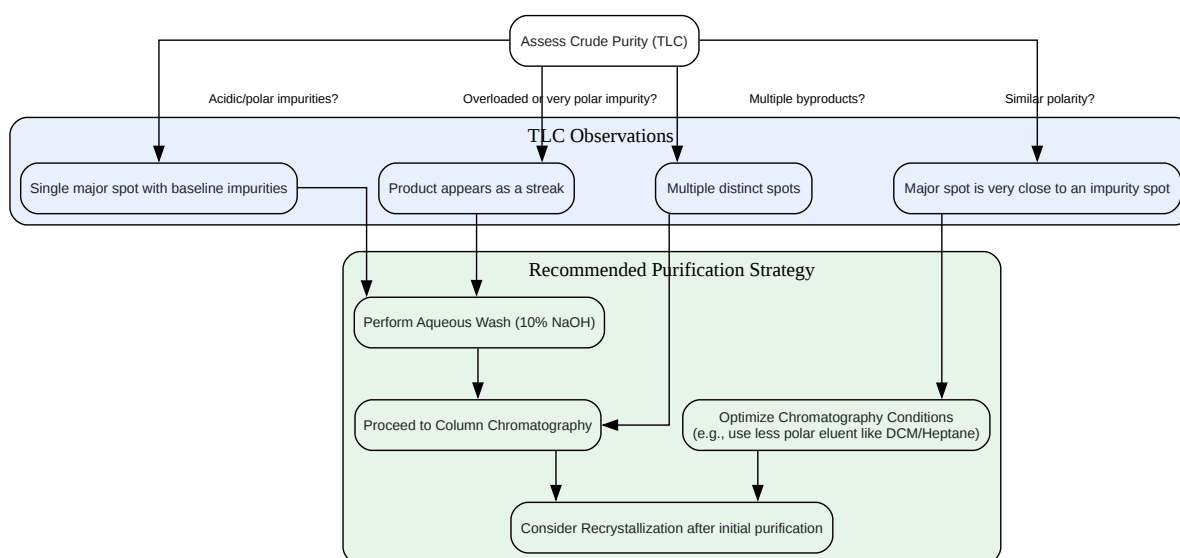 Assess Crude Purity (TLC)
Acidic/polar impurities?
Overloaded or very polar impurity?
Multiple byproducts?
Similar polarity?
TLC Observations
Single major spot with baseline impurities
Product appears as a streak
Multiple distinct spots
Major spot is very close to an impurity spot
Recommended Purification Strategy
Perform Aqueous Wash (10% NaOH)
Proceed to Column Chromatography
Optimize Chromatography Conditions
(e.g., use less polar eluent like DCM/Heptane)
Consider Recrystallization after initial purification